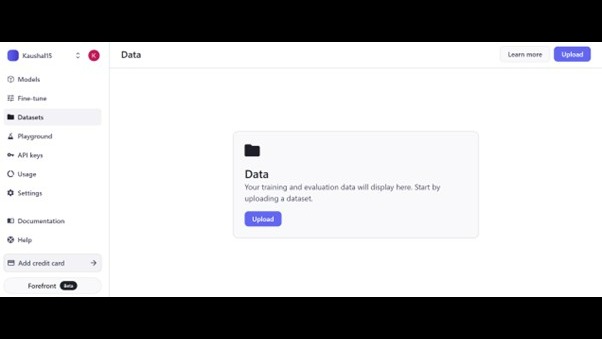 Kaushal15
K
Models
Fine-tune
Datasets
Playground
API keys
Usage
Settings
Documentation
Help
Add credit card
Forefront Beta
Data
Learn more
Upload
Data
Your training and evaluation data will display here. Start by
uploading a dataset.
Upload